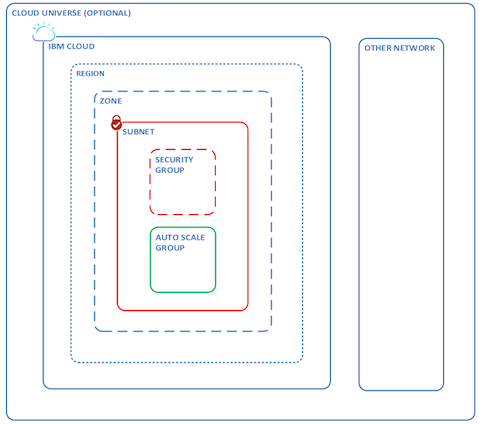 CLOUD UNIVERSE (OPTIONAL)
IBM CLOUD
OTHER NETWORK
REGION
ZONE
SUBNET
SECURITY
GROUP
AUTO SCALE
GROUP